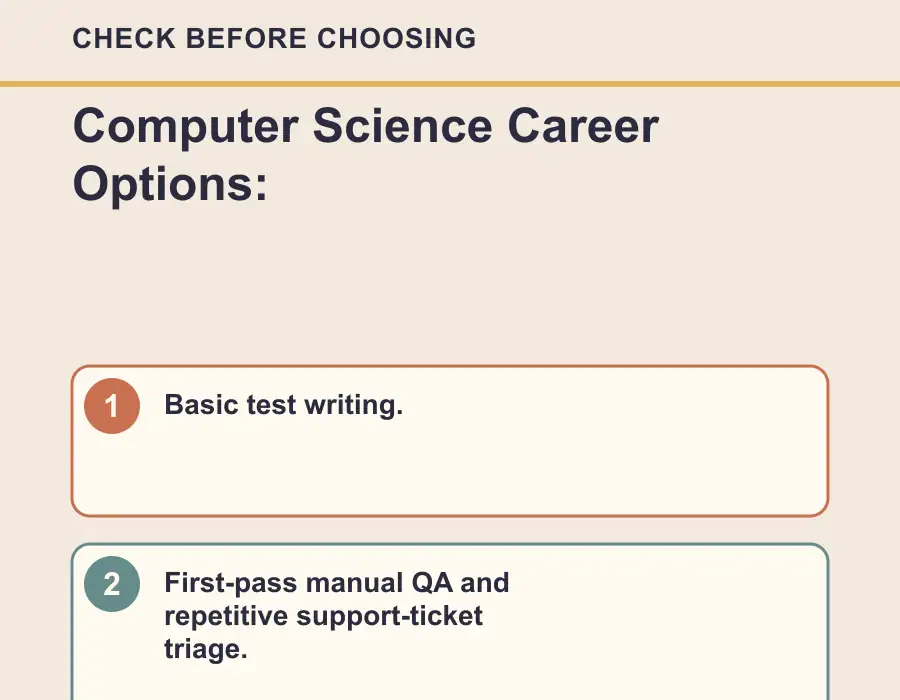 CHECK BEFORE CHOOSING
Computer Science Career
Options:
1
Basic test writing.
2
First-pass manual QA and
repetitive support-ticket
triage.